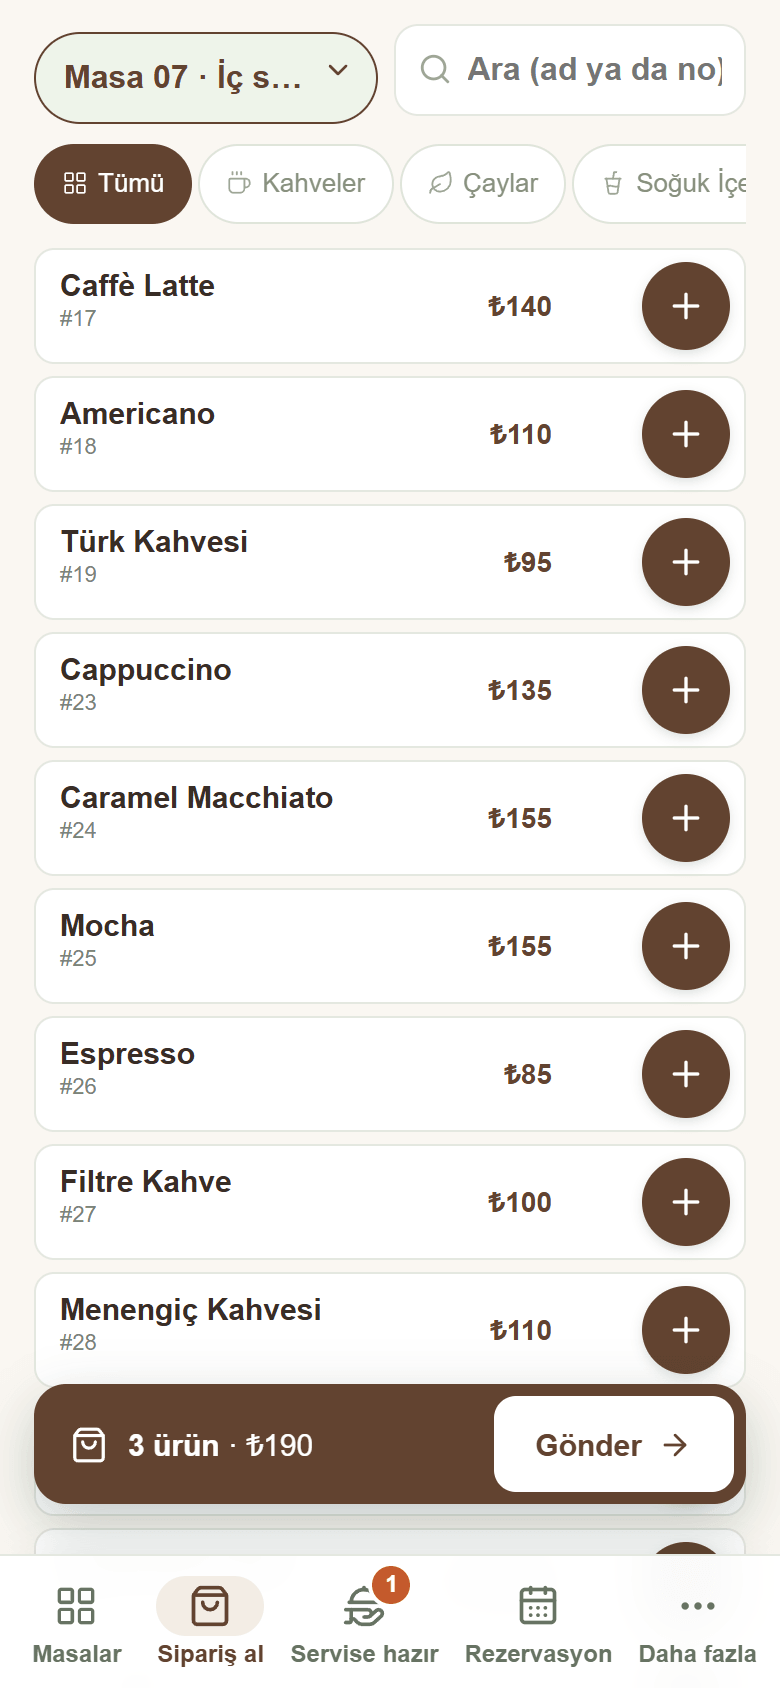 Masa 07 · İç s...
Ara (ad ya da no)
Tümü
Kahveler
Çaylar
Soğuk İçe
Caffè Latte
#17
₺140
Americano
#18
₺110
Türk Kahvesi
#19
₺95
Cappuccino
#23
₺135
Caramel Macchiato
#24
₺155
Mocha
#25
₺155
Espresso
#26
₺85
Filtre Kahve
#27
₺100
Menengiç Kahvesi
#28
₺110
3 ürün · ₺190
Gönder
1
Masalar
Sipariş al
Servise hazır
Rezervasyon
Daha fazla